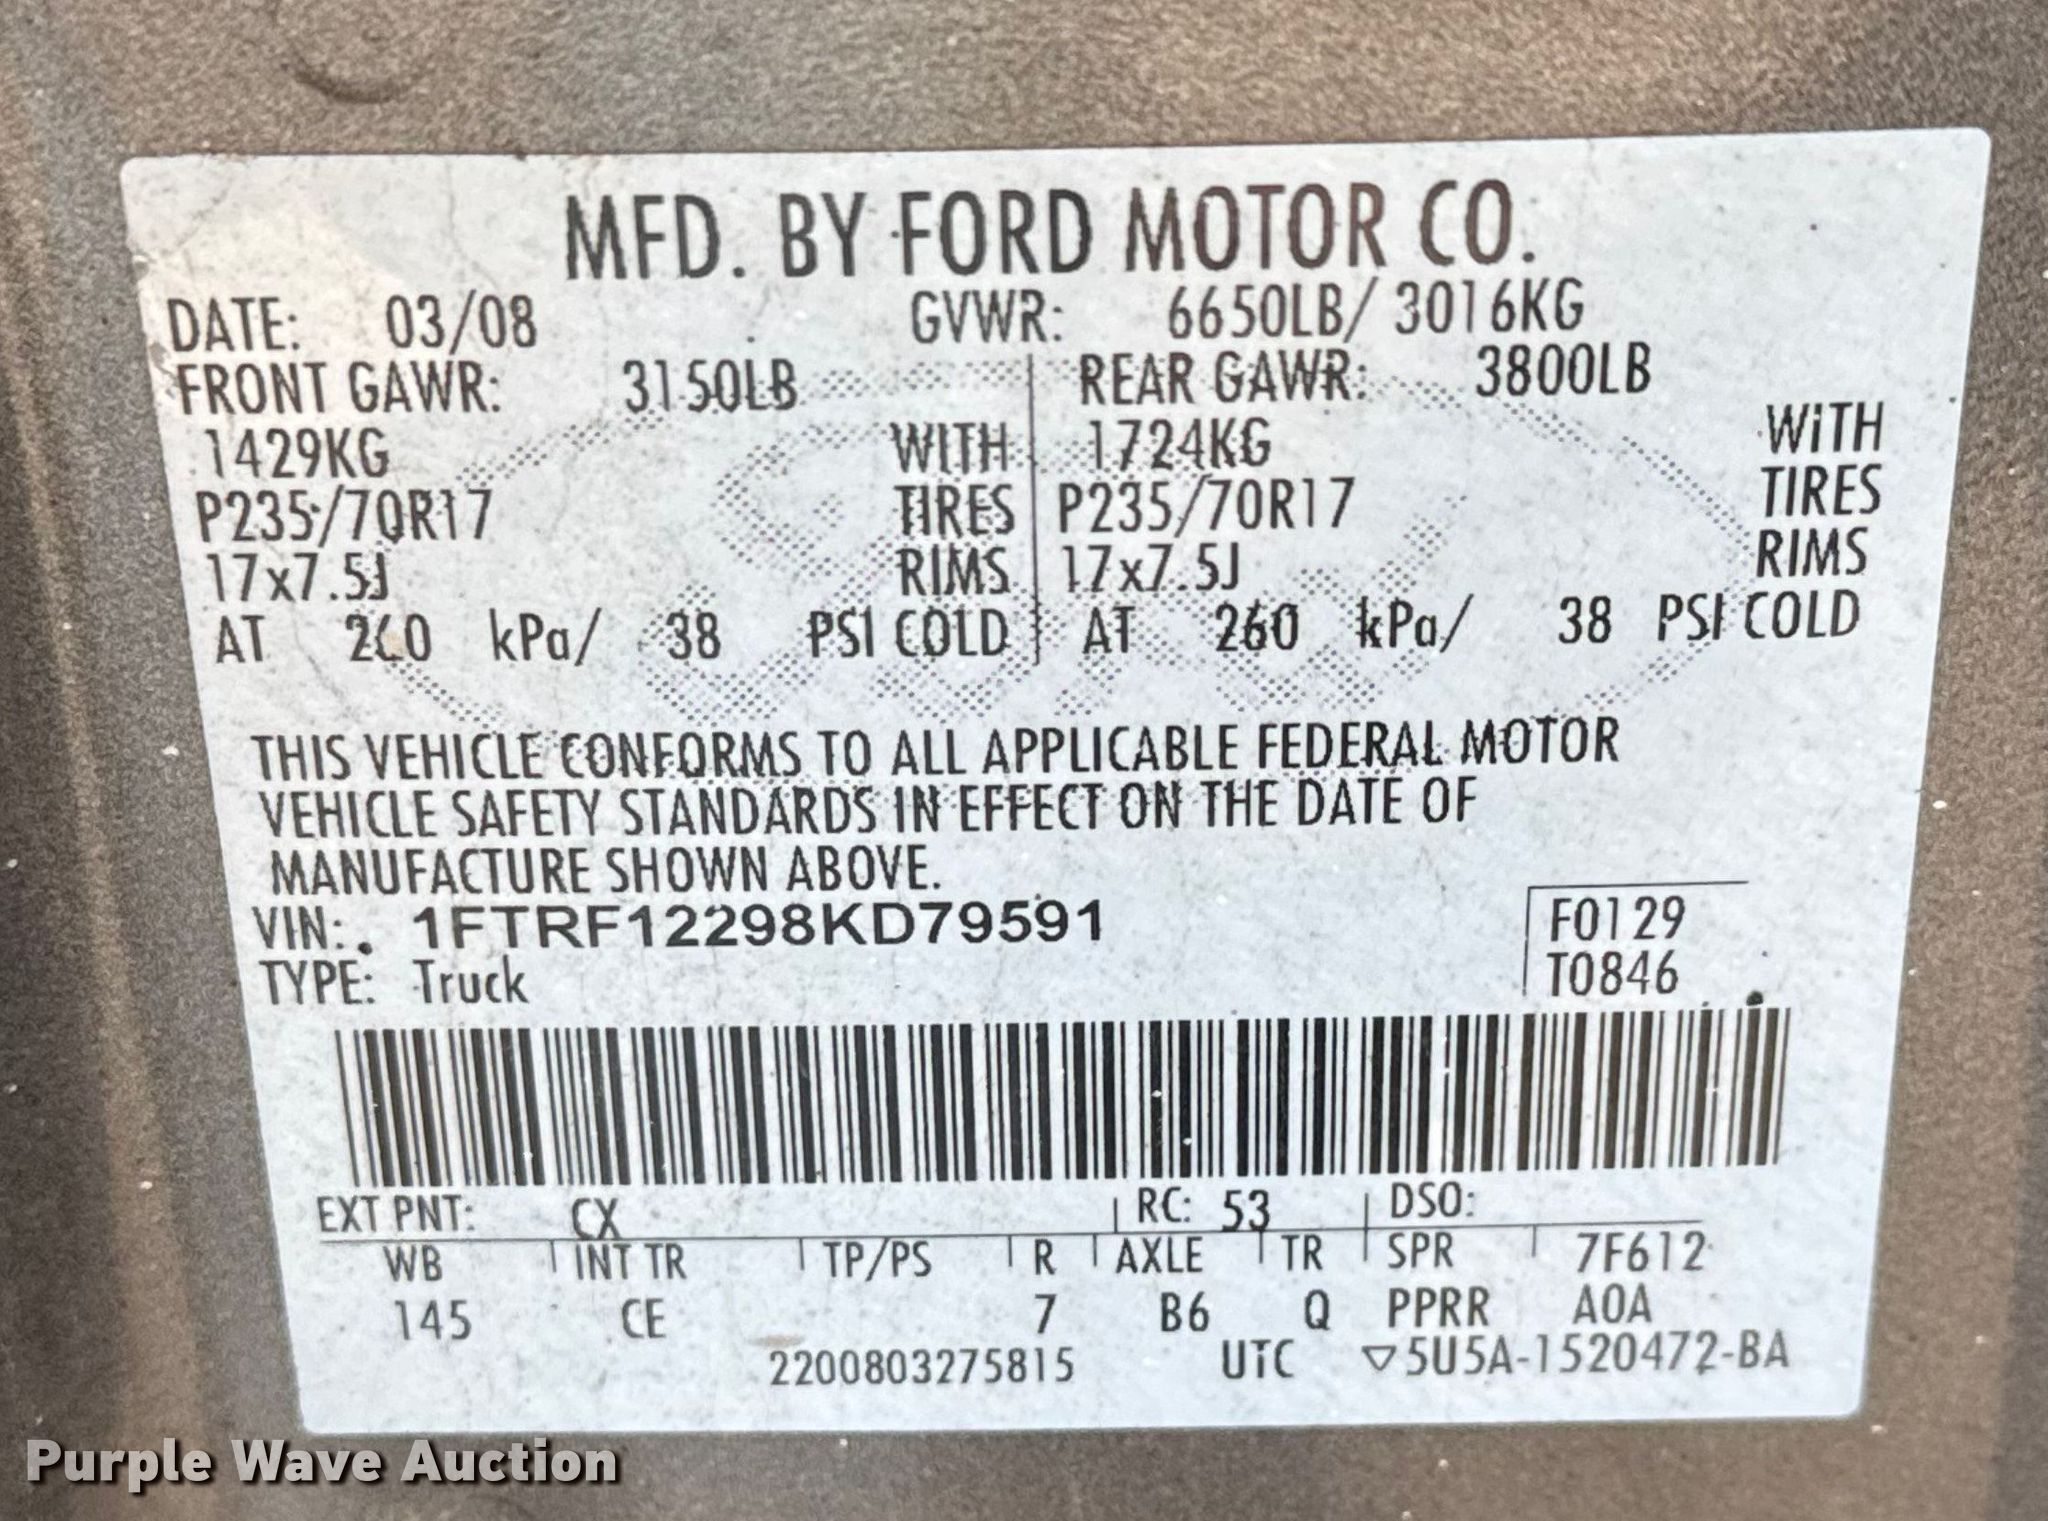 MFD. BY FORD MOTOR CO.
DATE: 03/08 GVWR: 6650LB/ 3016KG
FRONT GAWR: 3150LB REAR GAWR: 3800LB
1429KG WITH 1724KG WITH
P235/70R17 TIRES P235/70R17 TIRES
17x7.5J RIMS 17x7.5J RIMS
AT 260 kPa/ 38 PSI COLD AT 260 kPa/ 38 PSI COLD
THIS VEHICLE CONFORMS TO ALL APPLICABLE FEDERAL MOTOR
VEHICLE SAFETY STANDARDS IN EFFECT ON THE DATE OF
MANUFACTURE SHOWN ABOVE.
VIN: 1FTRF12298KD79591 F0129
TYPE: Truck T0846
EXT PNT: CX RC: 53 DSO:
WB INT TR TP/PS R AXLE TR SPR 7F612
145 CE 7 B6 Q PPRR A0A
2200803275815 UTC ▽5U5A-1520472-BA
Purple Wave Auction